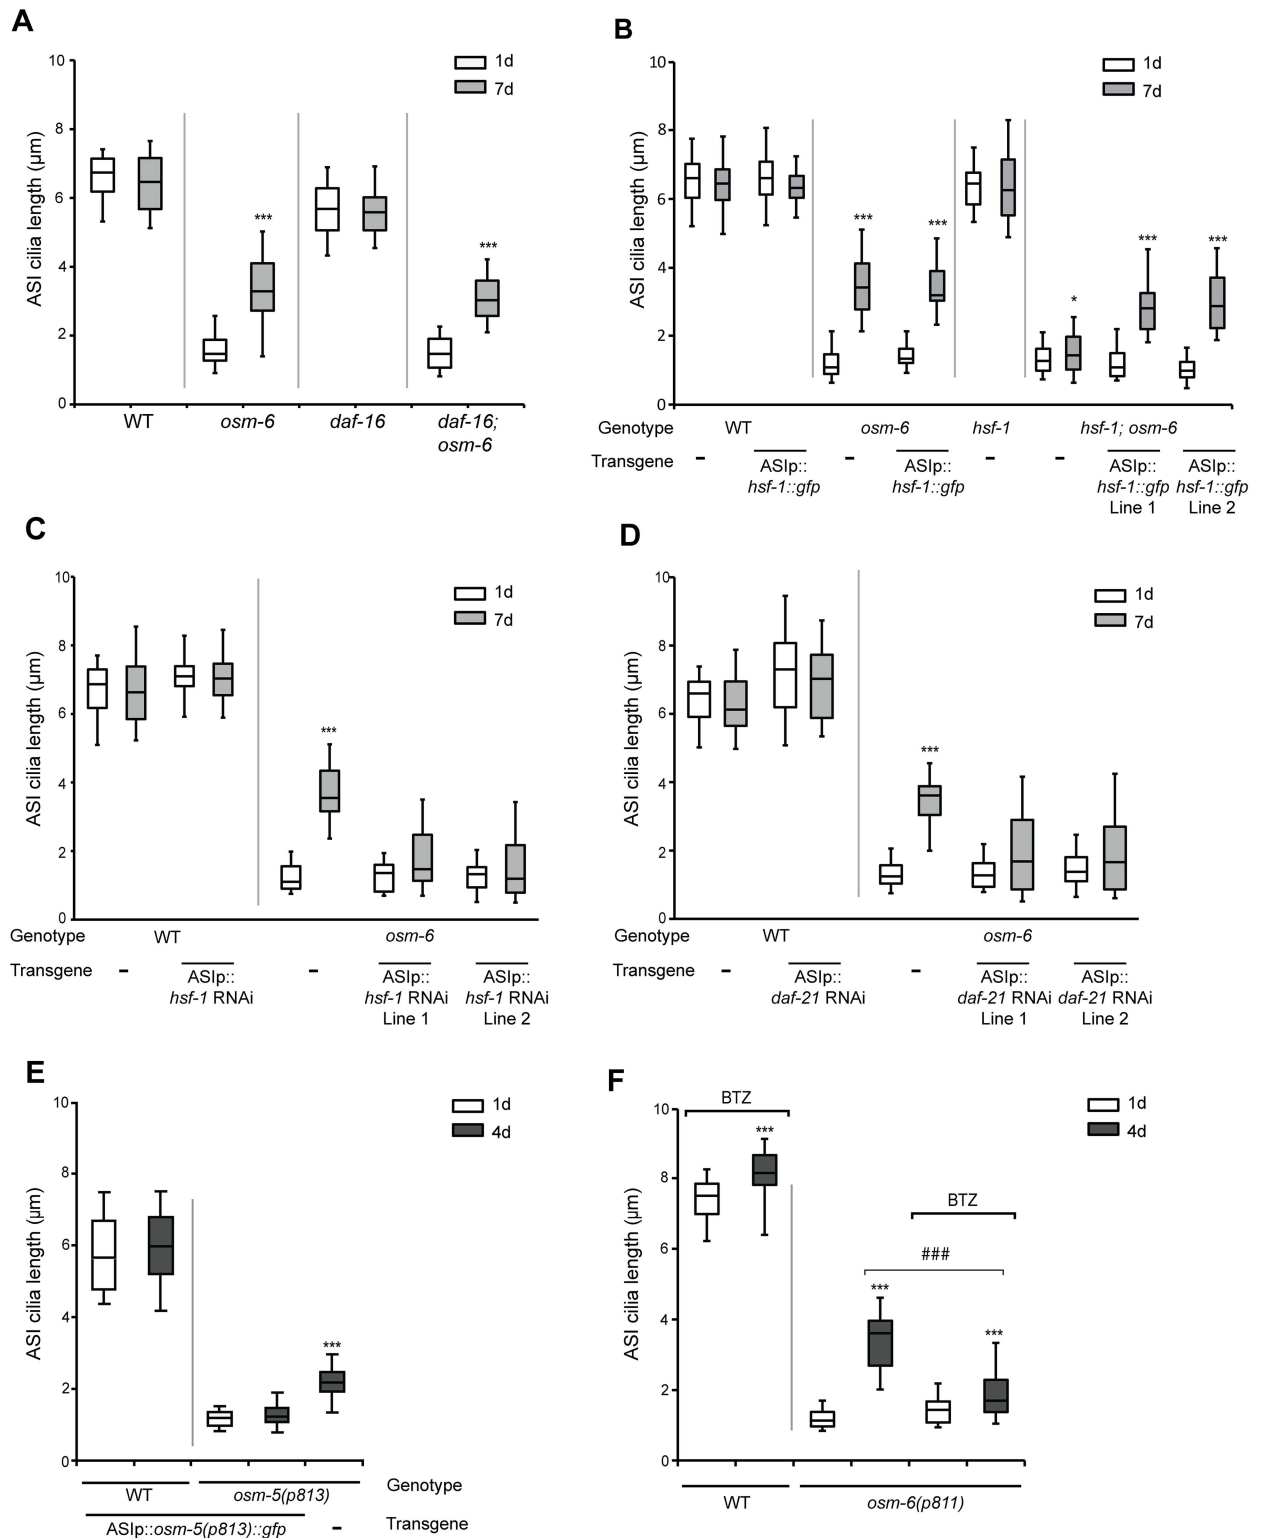 A
ASI cilia length (μm)
10
8
6
4
2
0
1d
7d
***
***
WT
osm-6
daf-16
daf-16;
osm-6
B
ASI cilia length (μm)
10
8
6
4
2
0
1d
7d
***
***
*
***
***
Genotype WT osm-6 hsf-1 hsf-1; osm-6
Transgene - ASIp:: - ASIp:: - - ASIp:: ASIp::
hsf-1::gfp hsf-1::gfp hsf-1::gfp hsf-1::gfp
Line 1 Line 2
C
ASI cilia length (μm)
10
8
6
4
2
0
1d
7d
***
Genotype WT osm-6
Transgene - ASIp:: - ASIp:: ASIp::
hsf-1 RNAi hsf-1 RNAi hsf-1 RNAi
Line 1 Line 2
D
ASI cilia length (μm)
10
8
6
4
2
0
1d
7d
***
Genotype WT osm-6
Transgene - ASIp:: - ASIp:: ASIp::
daf-21 RNAi daf-21 RNAi daf-21 RNAi
Line 1 Line 2
E
ASI cilia length (μm)
10
8
6
4
2
0
1d
4d
***
WT osm-5(p813) Genotype
ASIp::osm-5(p813)::gfp - Transgene
F
ASI cilia length (μm)
10
8
6
4
2
0
1d
4d
BTZ
***
BTZ
###
***
***
WT osm-6(p811)